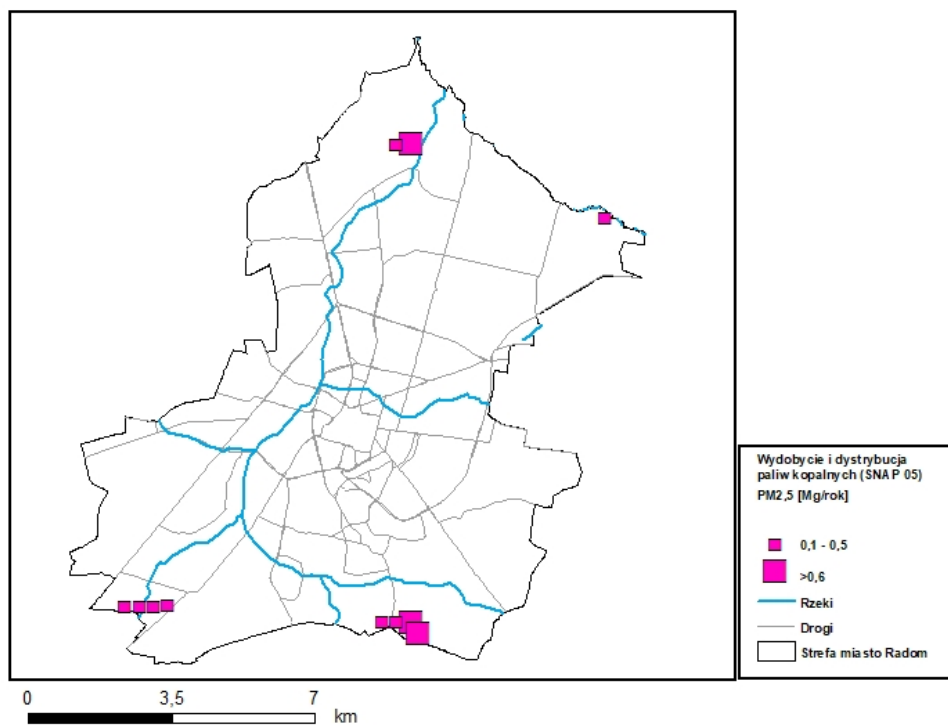 Wydobycie i dystrybucja
paliw kopalnych (SNAP 05)
PM2,5 [Mg/rok]
0,1 - 0,5
>0,6
Rzeki
Drogi
Strefa miasto Radom
0 3,5 7
km